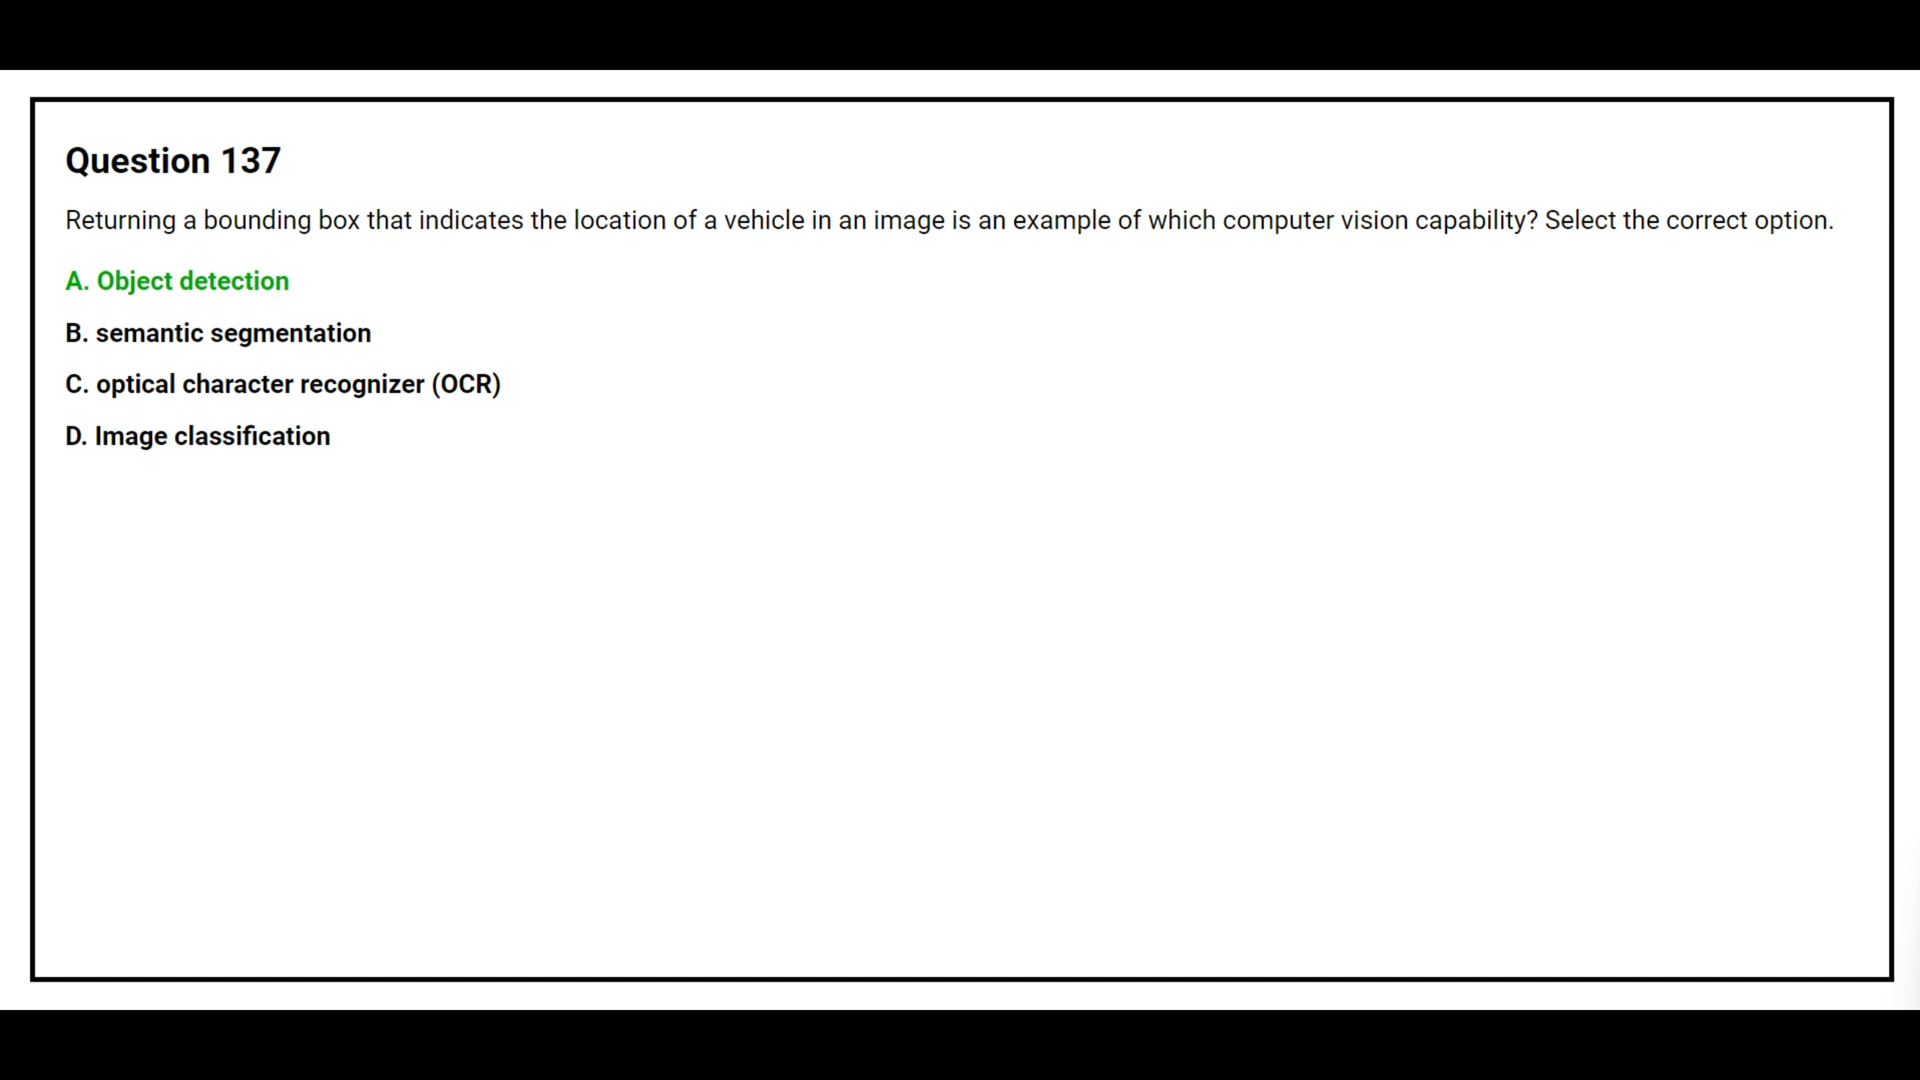 Question 137
Returning a bounding box that indicates the location of a vehicle in an image is an example of which computer vision capability? Select the correct option.
A. Object detection
B. semantic segmentation
C. optical character recognizer (OCR)
D. Image classification